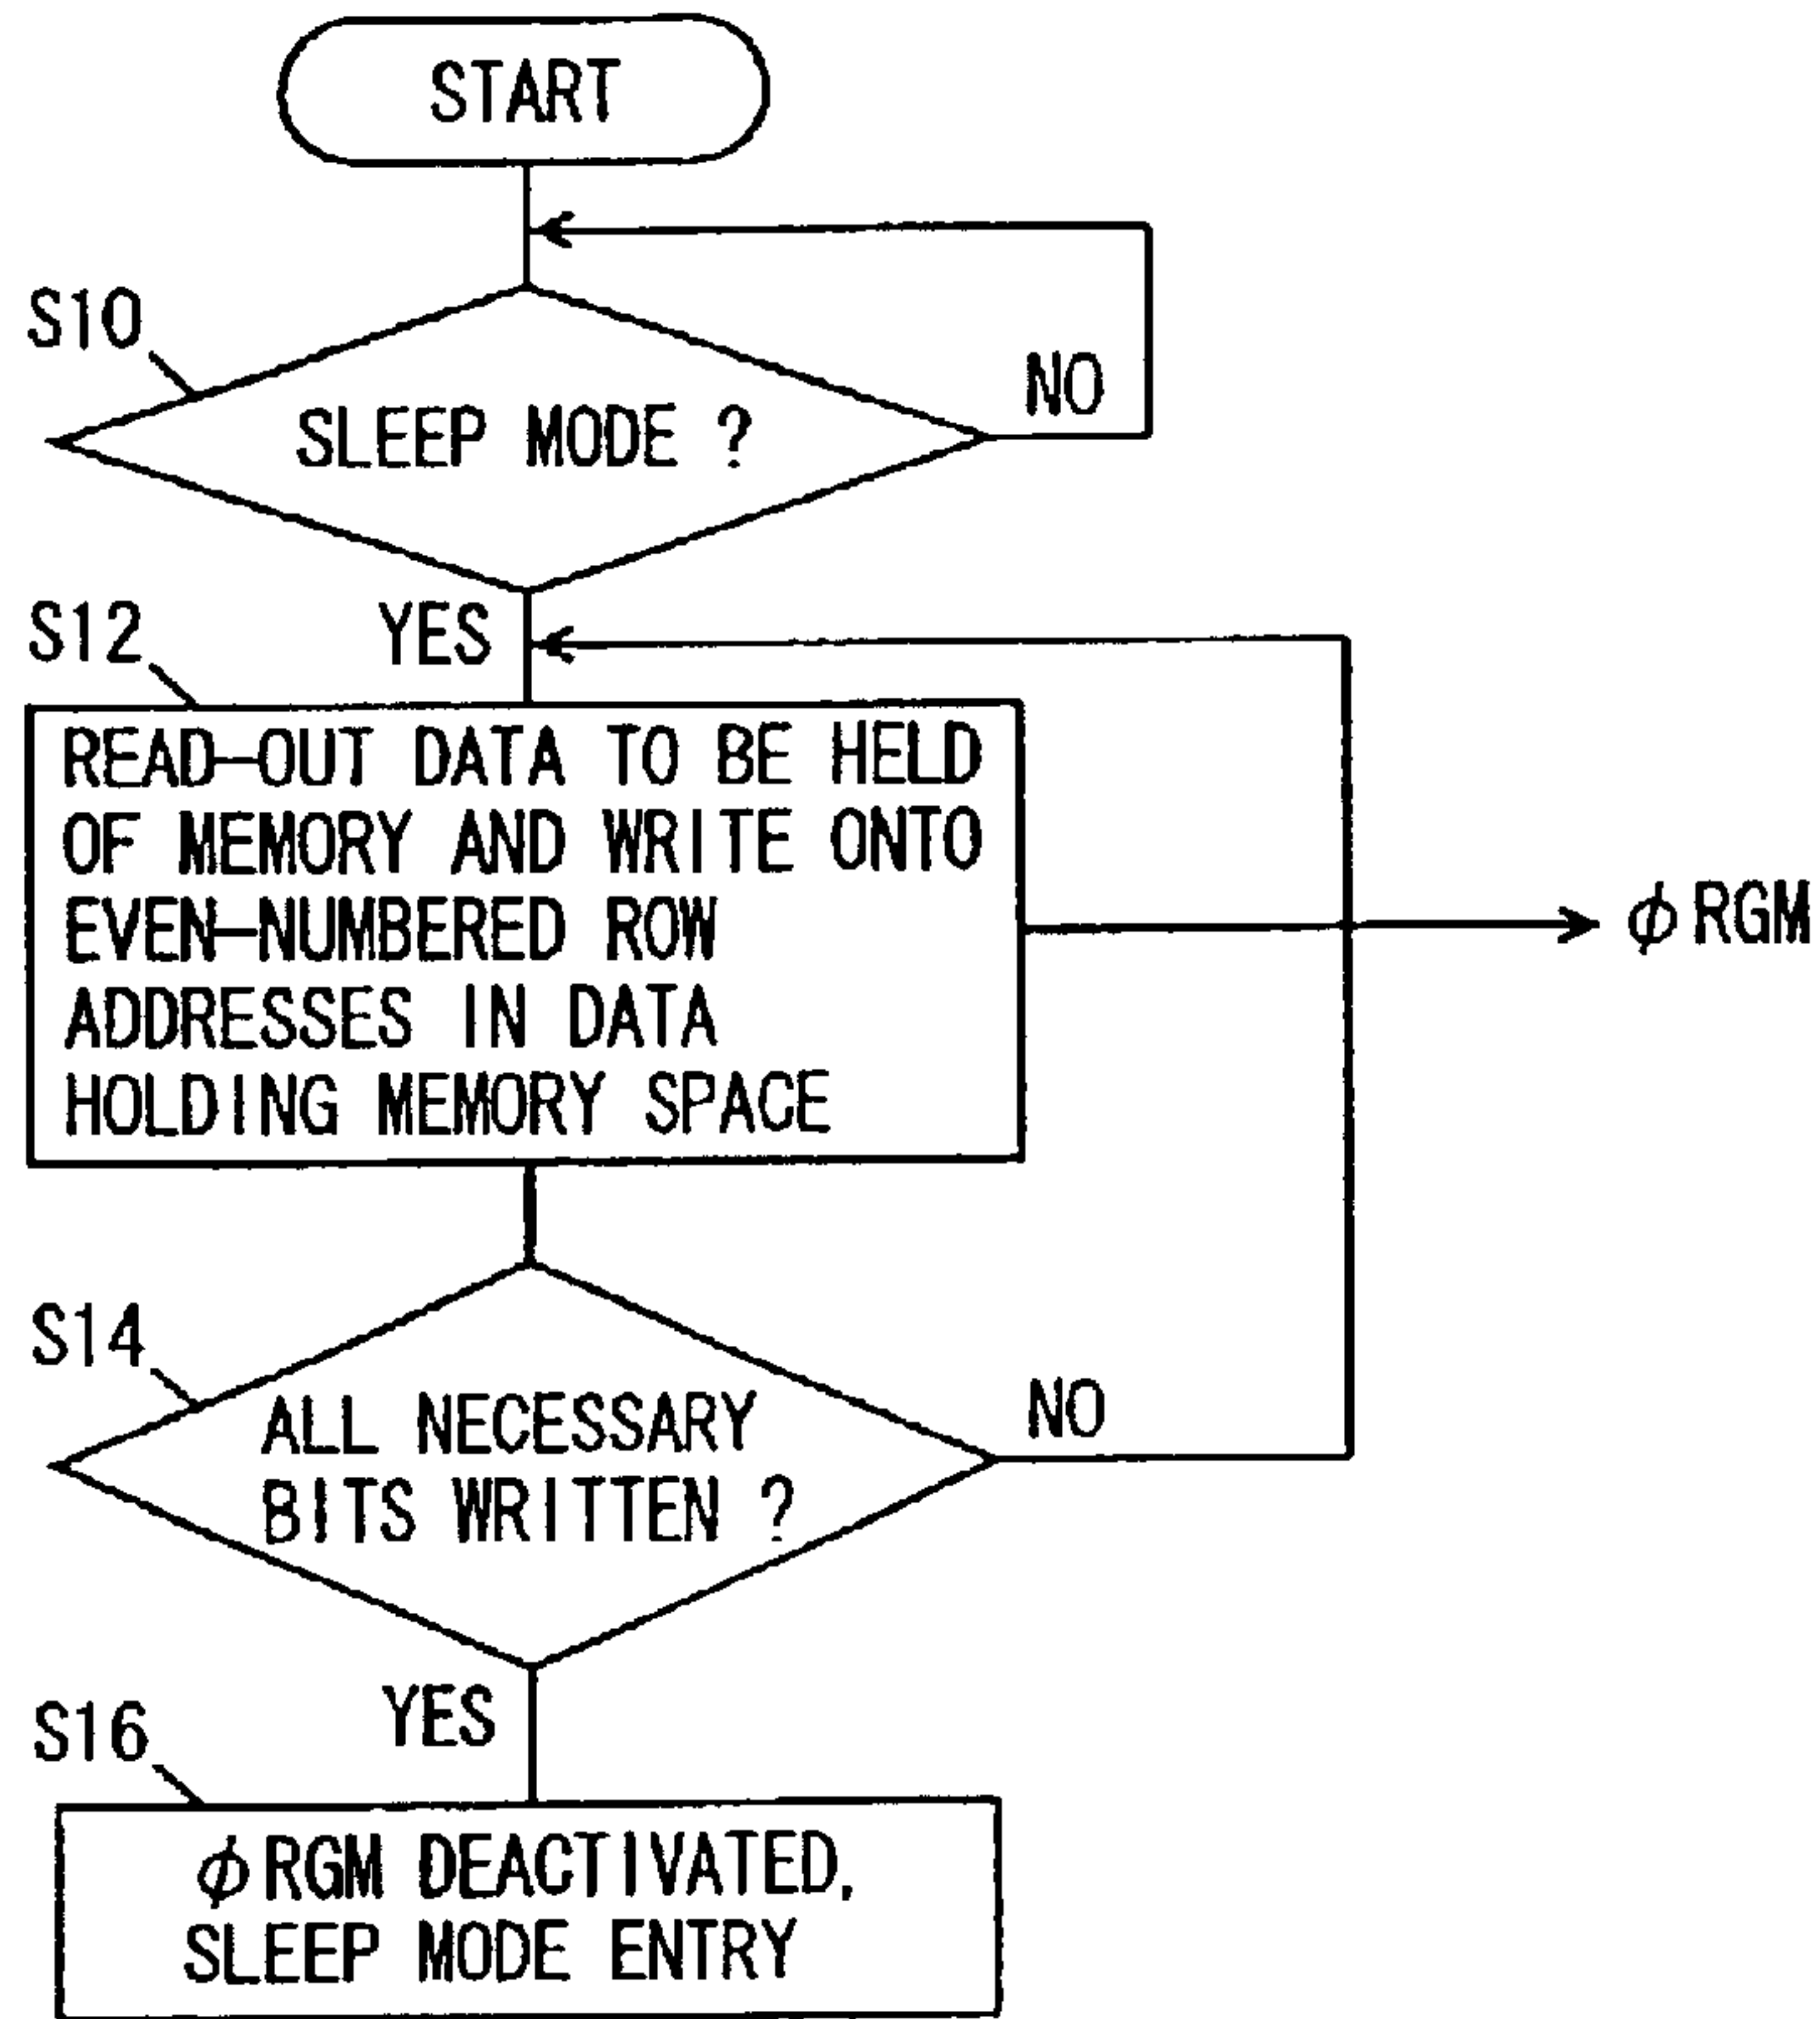 START
S10
SLEEP MODE ?
NO
S12
YES
READ-OUT DATA TO BE HELD
OF MEMORY AND WRITE ONTO
EVEN-NUMBERED ROW
ADDRESSES IN DATA
HOLDING MEMORY SPACE
φ RGM
S14
ALL NECESSARY
BITS WRITTEN ?
NO
YES
S16
φ RGM DEACTIVATED,
SLEEP MODE ENTRY